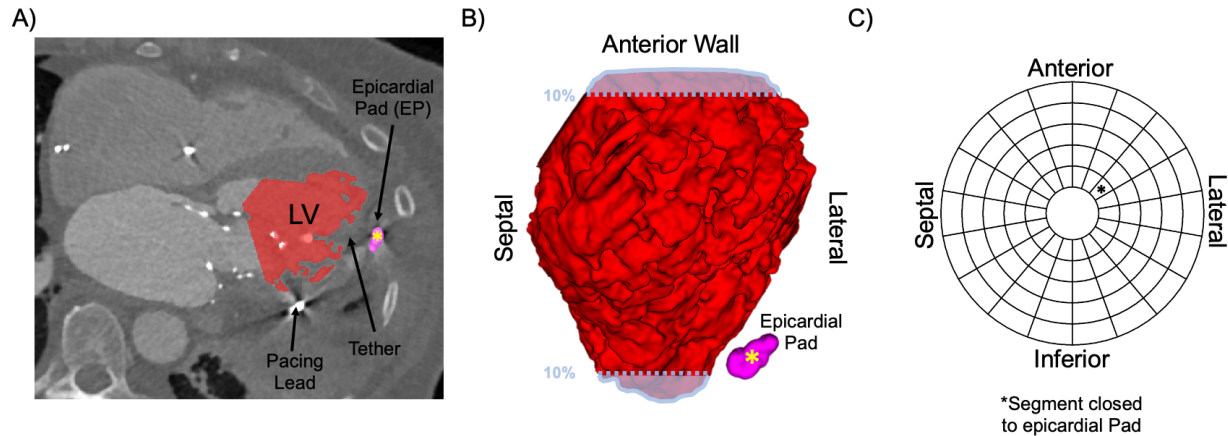 A)
Epicardial
Pad (EP)
LV
*
Pacing
Lead
Tether
B)
Anterior Wall
10%
Septal
Lateral
Epicardial
Pad
*
10%
C)
Anterior
Septal
*
Lateral
Inferior
*Segment closed
to epicardial Pad